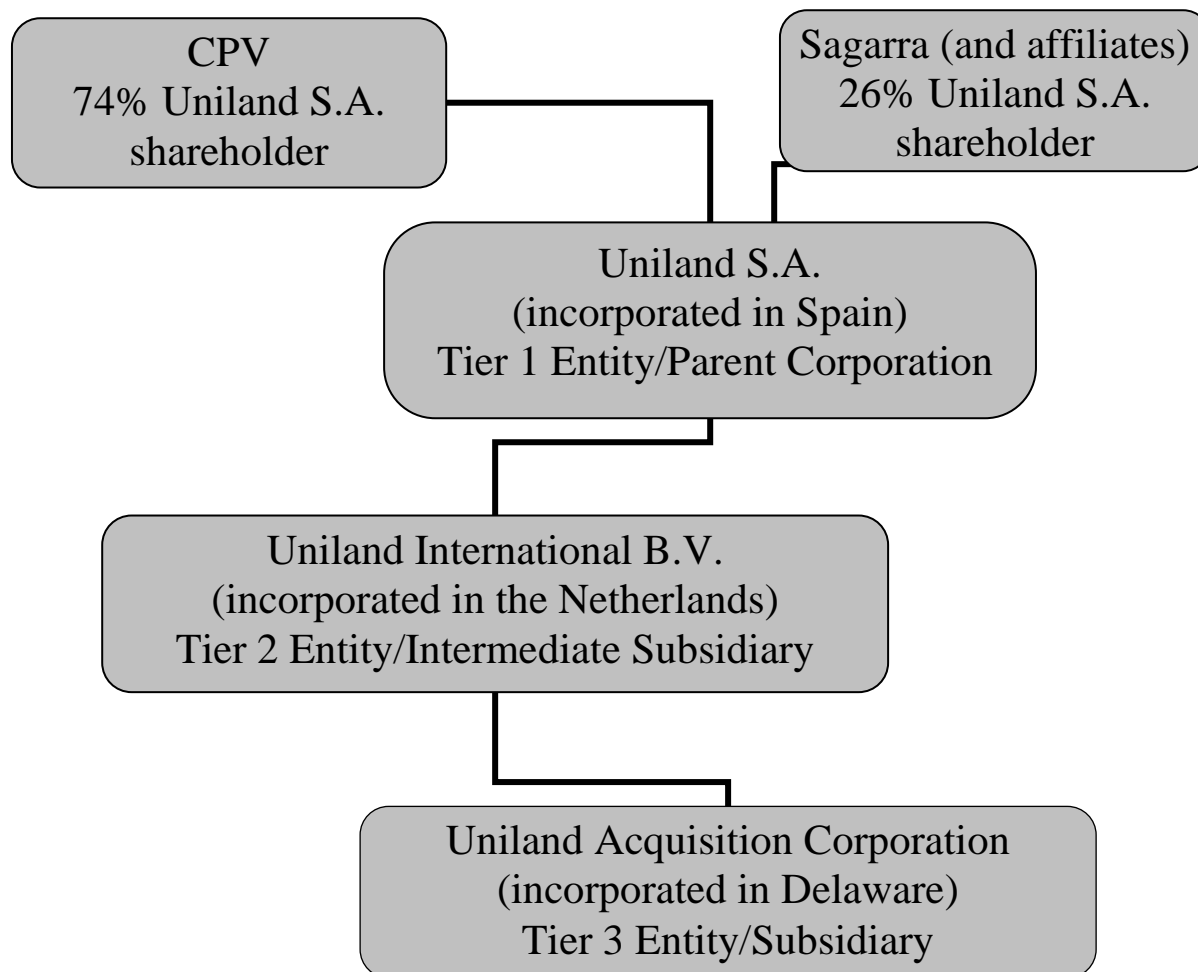 CPV
74% Uniland S.A.
shareholder
Sagarra (and affiliates)
26% Uniland S.A.
shareholder
Uniland S.A.
(incorporated in Spain)
Tier 1 Entity/Parent Corporation
Uniland International B.V.
(incorporated in the Netherlands)
Tier 2 Entity/Intermediate Subsidiary
Uniland Acquisition Corporation
(incorporated in Delaware)
Tier 3 Entity/Subsidiary